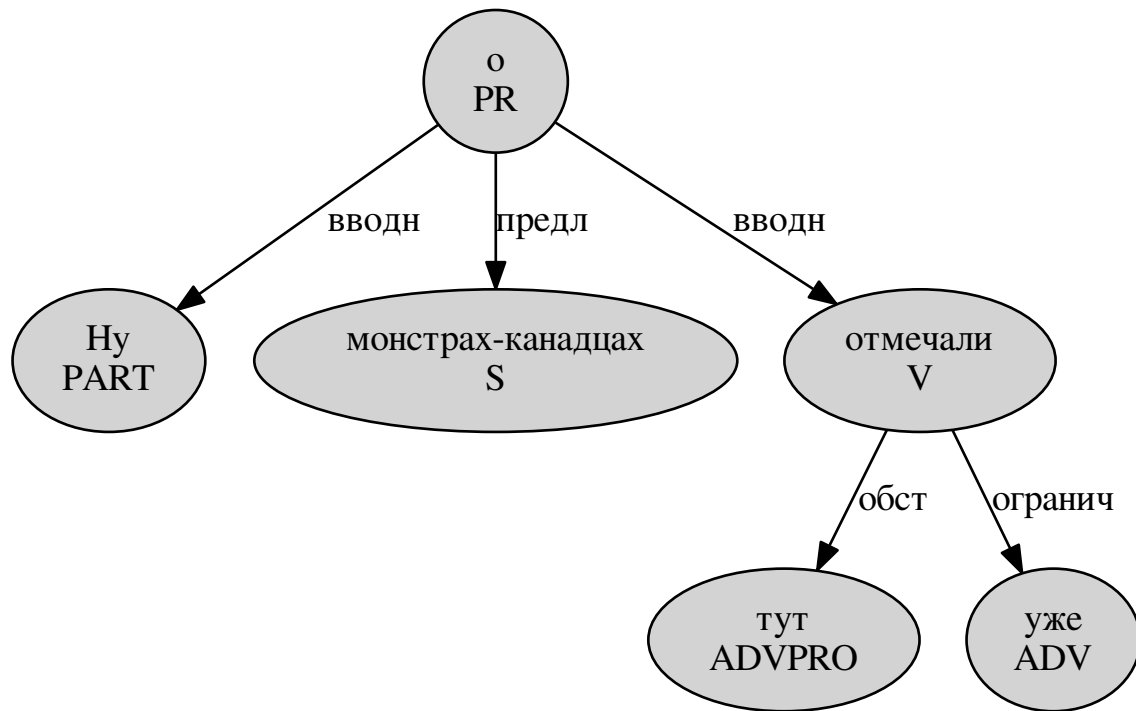 о
PR
вводн
предл
вводн
Ну
PART
монстрах-канадцах
S
отмечали
V
обст
огранич
тут
ADVPRO
уже
ADV